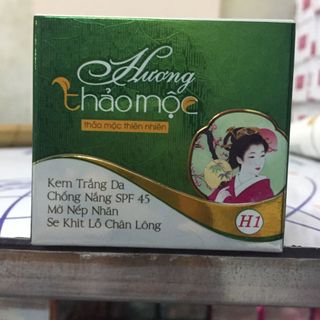 Hương
thảo mộc
thảo mộc thiên nhiên
Kem Trắng Da
Chống Nắng SPF 45
Mờ Nếp Nhăn
Se Khít Lỗ Chân Lông
H1